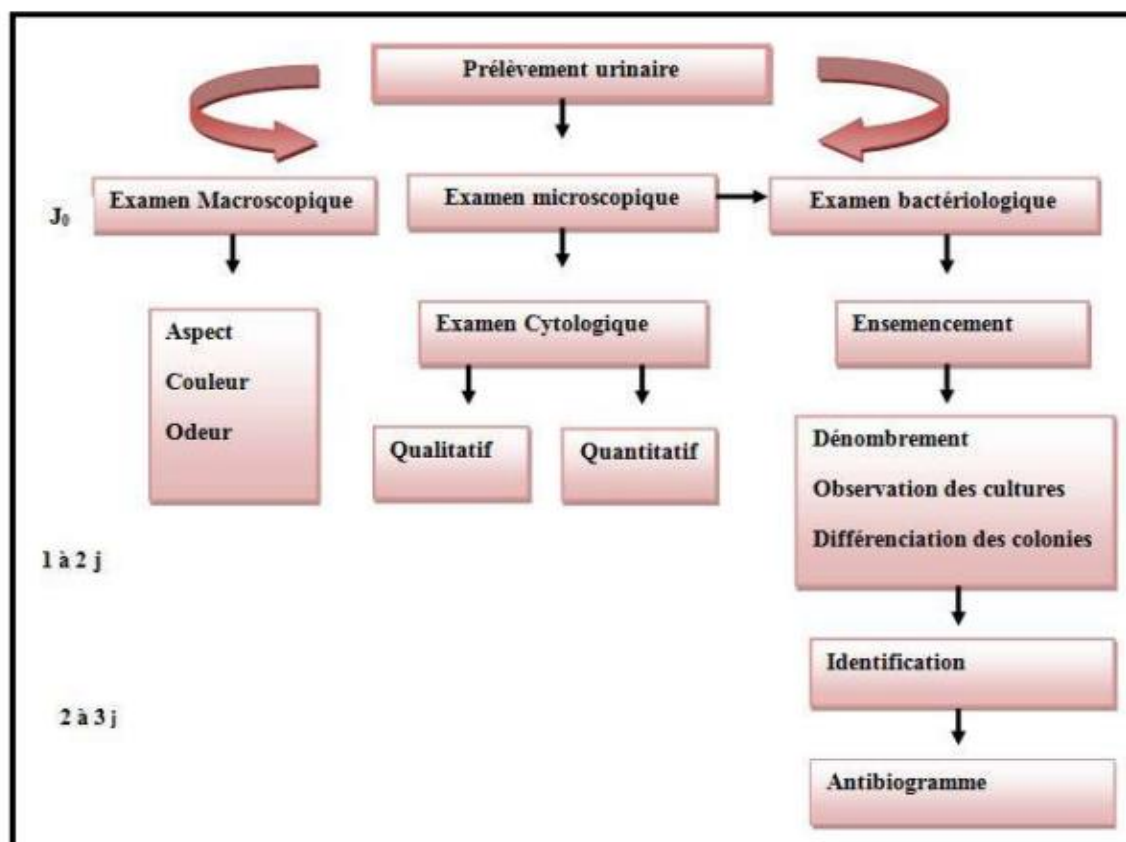 Prélèvement urinaire
J₀
Examen Macroscopique
Examen microscopique
Examen bactériologique
Aspect
Couleur
Odeur
Examen Cytologique
Qualitatif
Quantitatif
Ensemencement
Dénombrement
Observation des cultures
Différenciation des colonies
1 à 2 j
Identification
2 à 3 j
Antibiogramme